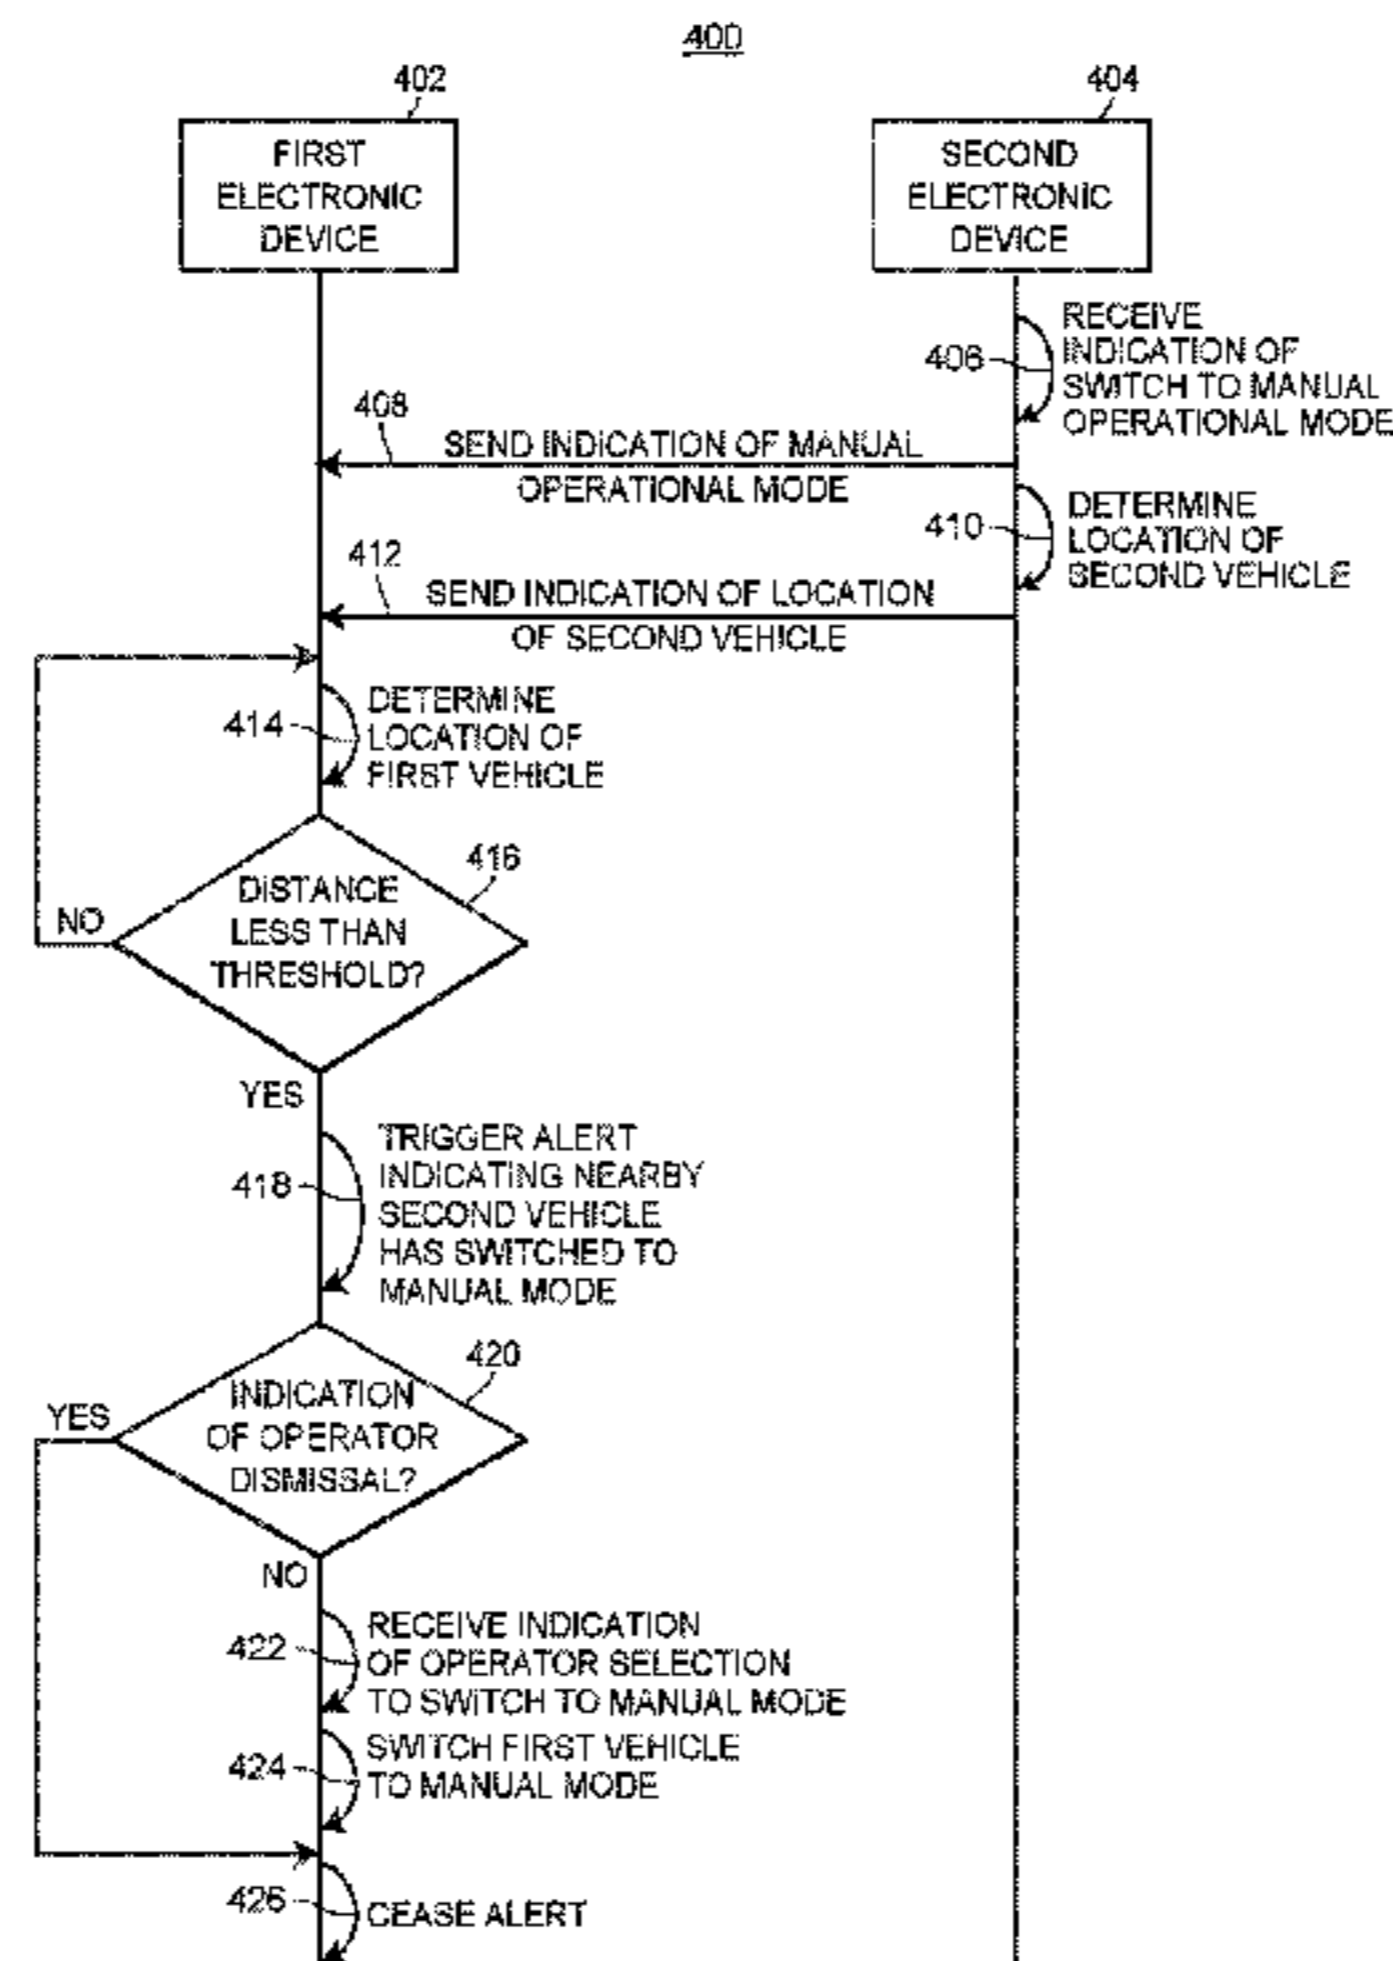 400
402
404
FIRST
ELECTRONIC
DEVICE
SECOND
ELECTRONIC
DEVICE
RECEIVE
INDICATION OF
SWITCH TO MANUAL
OPERATIONAL MODE
406
408
SEND INDICATION OF MANUAL
OPERATIONAL MODE
410
DETERMINE
LOCATION OF
SECOND VEHICLE
412
SEND INDICATION OF LOCATION
OF SECOND VEHICLE
414
DETERMINE
LOCATION OF
FIRST VEHICLE
416
DISTANCE
LESS THAN
THRESHOLD?
NO
YES
418
TRIGGER ALERT
INDICATING NEARBY
SECOND VEHICLE
HAS SWITCHED TO
MANUAL MODE
420
INDICATION
OF OPERATOR
DISMISSAL?
YES
NO
422
RECEIVE INDICATION
OF OPERATOR SELECTION
TO SWITCH TO MANUAL MODE
424
SWITCH FIRST VEHICLE
TO MANUAL MODE
426
CEASE ALERT